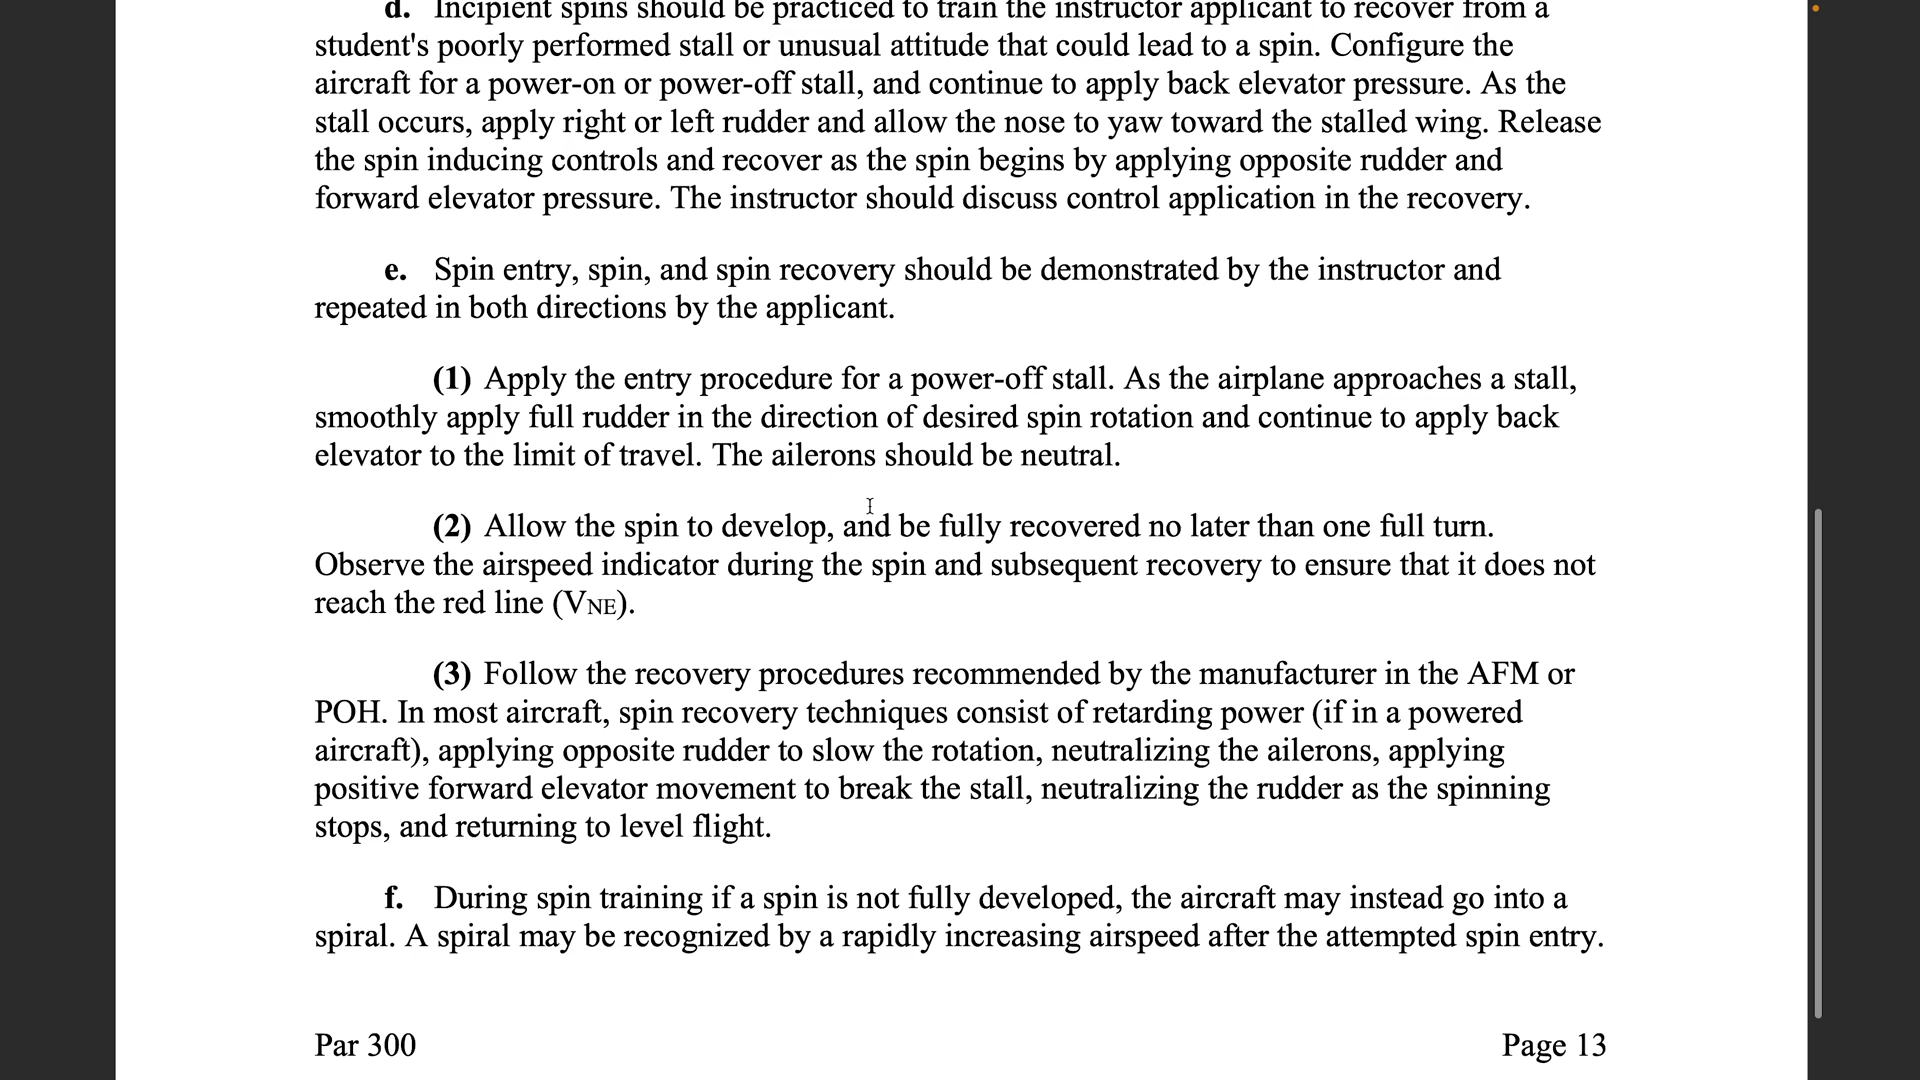 d. Incipient spins should be practiced to train the instructor applicant to recover from a
student's poorly performed stall or unusual attitude that could lead to a spin. Configure the
aircraft for a power-on or power-off stall, and continue to apply back elevator pressure. As the
stall occurs, apply right or left rudder and allow the nose to yaw toward the stalled wing. Release
the spin inducing controls and recover as the spin begins by applying opposite rudder and
forward elevator pressure. The instructor should discuss control application in the recovery.
e. Spin entry, spin, and spin recovery should be demonstrated by the instructor and
repeated in both directions by the applicant.
(1) Apply the entry procedure for a power-off stall. As the airplane approaches a stall,
smoothly apply full rudder in the direction of desired spin rotation and continue to apply back
elevator to the limit of travel. The ailerons should be neutral.
(2) Allow the spin to develop, and be fully recovered no later than one full turn.
Observe the airspeed indicator during the spin and subsequent recovery to ensure that it does not
reach the red line (VNE).
(3) Follow the recovery procedures recommended by the manufacturer in the AFM or
POH. In most aircraft, spin recovery techniques consist of retarding power (if in a powered
aircraft), applying opposite rudder to slow the rotation, neutralizing the ailerons, applying
positive forward elevator movement to break the stall, neutralizing the rudder as the spinning
stops, and returning to level flight.
f. During spin training if a spin is not fully developed, the aircraft may instead go into a
spiral. A spiral may be recognized by a rapidly increasing airspeed after the attempted spin entry.
Par 300
Page 13